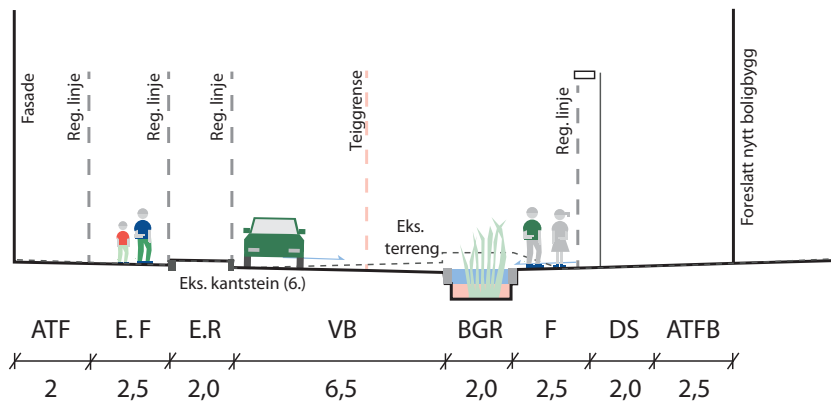 Fasade
Reg. linje
Reg. linje
Reg. linje
Teiggrense
Reg. linje
Foreslatt nytt boligbygg
Eks.
terreng
Eks. kantstein (6.)
ATF E. F E.R VB BGR F DS ATFB
2 2,5 2,0 6,5 2,0 2,5 2,0 2,5